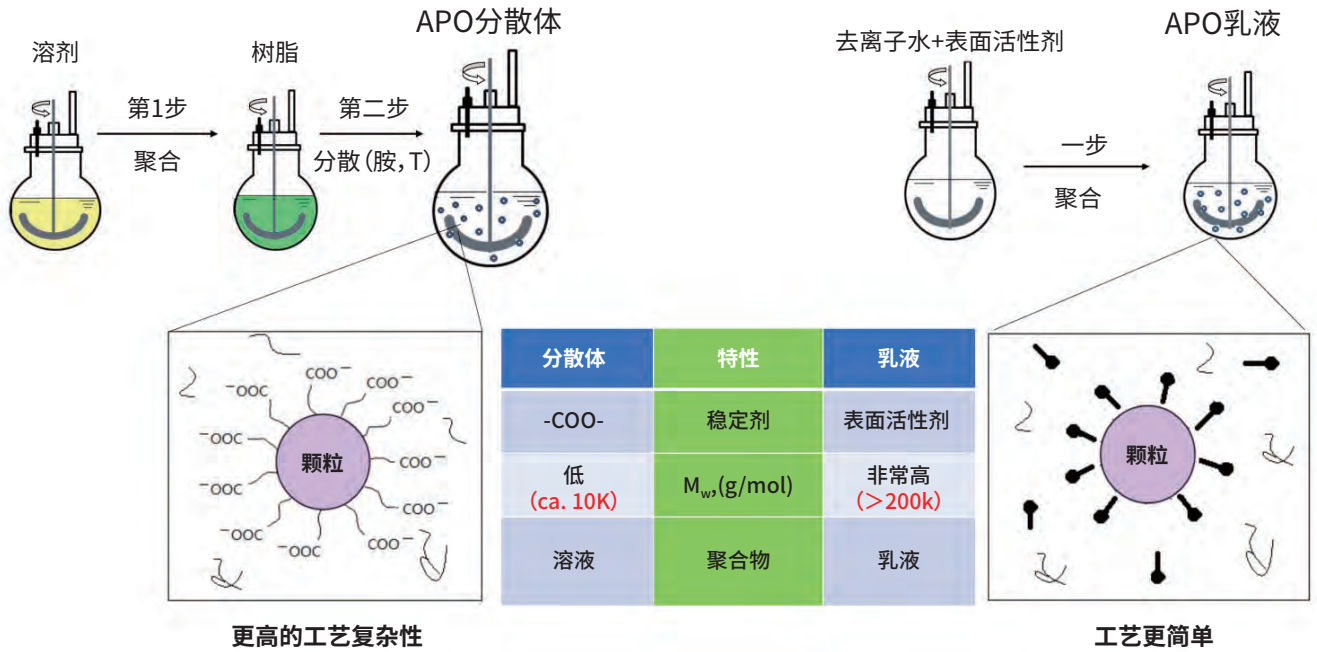 APO分散体
溶剂
树脂
第1步
聚合
第二步
分散(胺,T)
去离子水+表面活性剂
APO乳液
一步
聚合
COO⁻
⁻OOC
COO⁻
COO⁻
⁻OOC
COO⁻
⁻OOC
COO⁻
⁻OOC
COO⁻
⁻OOC
颗粒
分散体 特性 乳液
-COO- 稳定剂 表面活性剂
低 Mw,(g/mol) 非常高
(ca. 10K) (>200k)
溶液 聚合物 乳液
颗粒
更高的工艺复杂性
工艺更简单